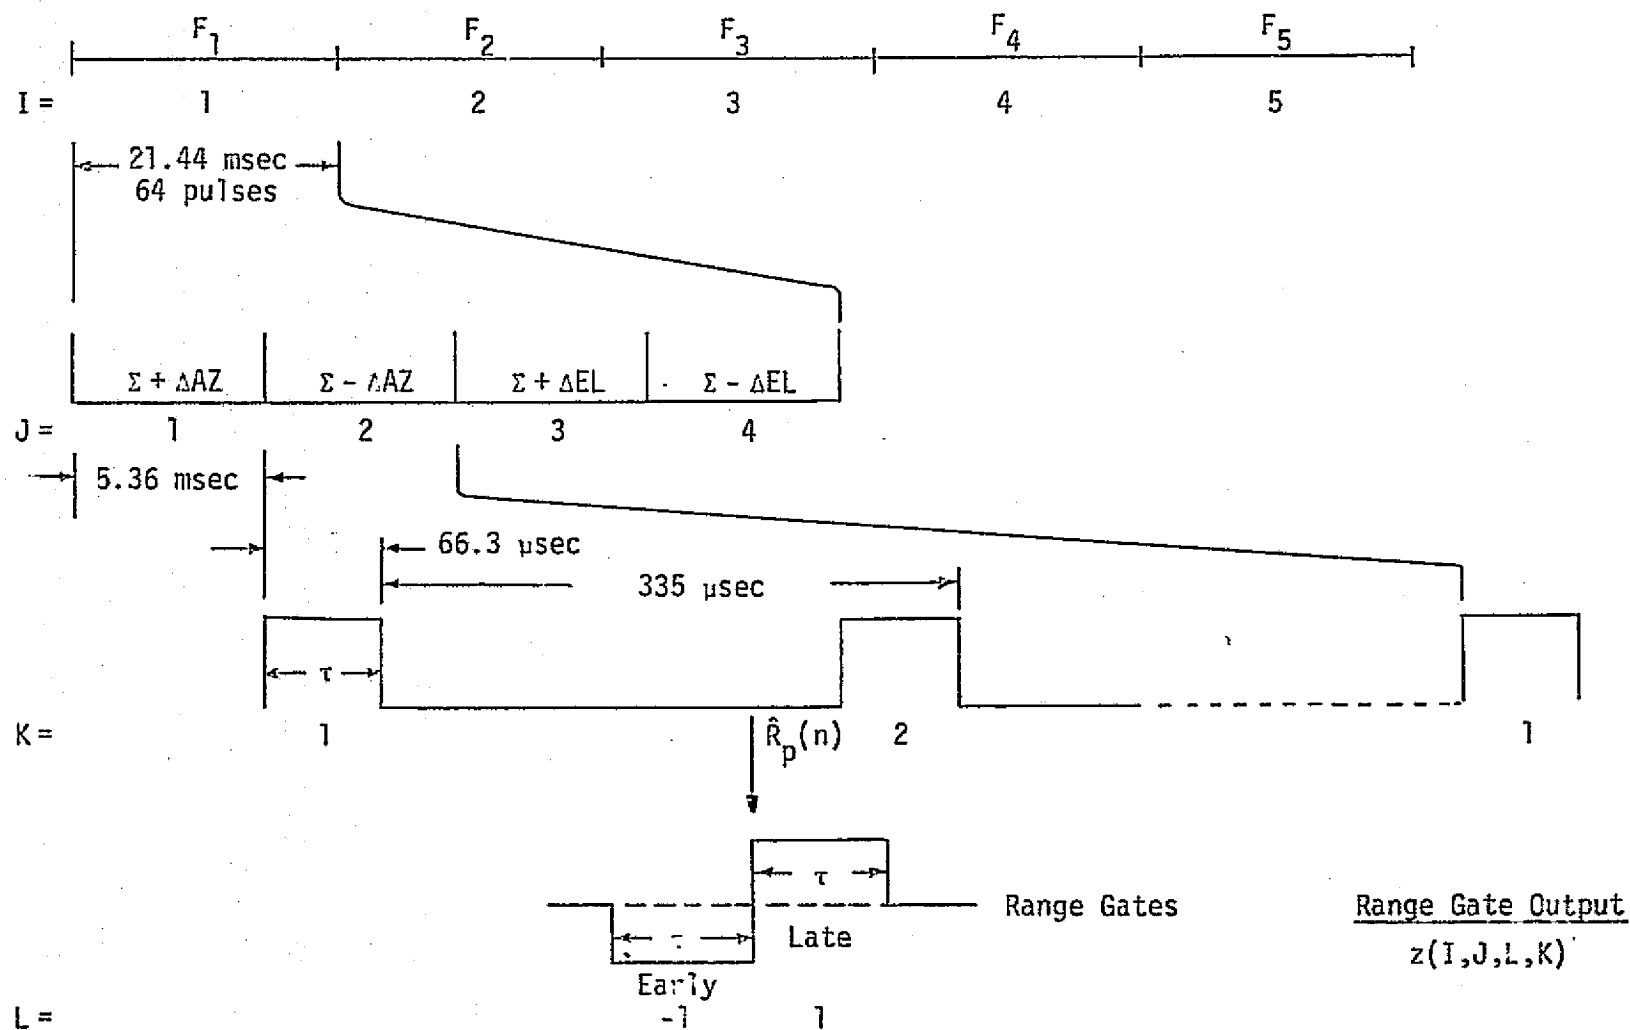 F1 F2 F3 F4 F5
I = 1 2 3 4 5
21.44 msec
64 pulses
Σ + ΔAZ Σ - ΔAZ Σ + ΔEL Σ - ΔEL
J = 1 2 3 4
5.36 msec
66.3 μsec
335 μsec
τ
K = 1 R̂p(n) 2 1
τ
Range Gates Range Gate Output
τ Late z(I,J,L,K)
Early
L = -1 1